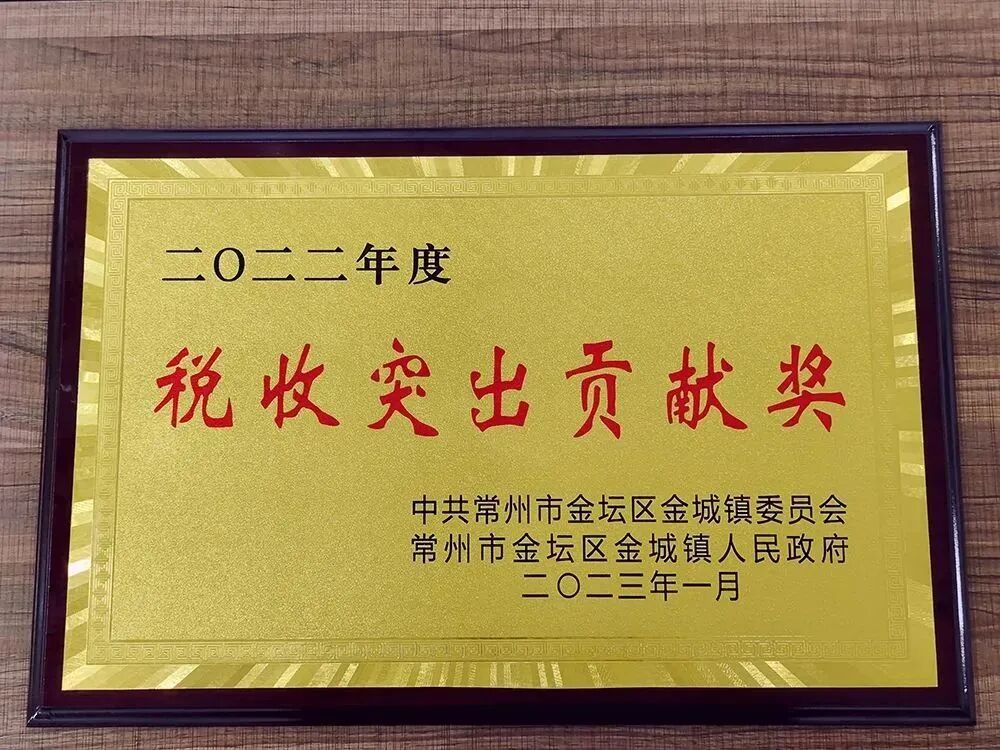 二〇二二年度
税收突出贡献奖
中共常州市金坛区金城镇委员会
常州市金坛区金城镇人民政府
二〇二三年一月